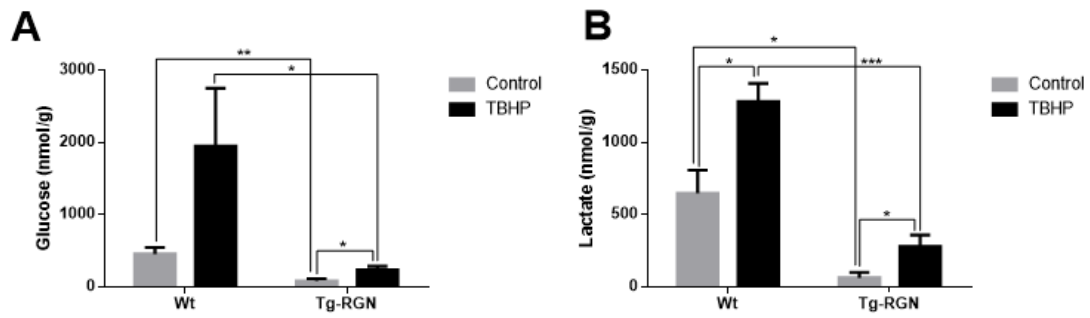 A
Glucose (nmol/g)
3000
2000
1000
0
**
*
*
Wt
Tg-RGN
Control
TBHP
B
Lactate (nmol/g)
1500
1000
500
0
*
*
***
*
Wt
Tg-RGN
Control
TBHP